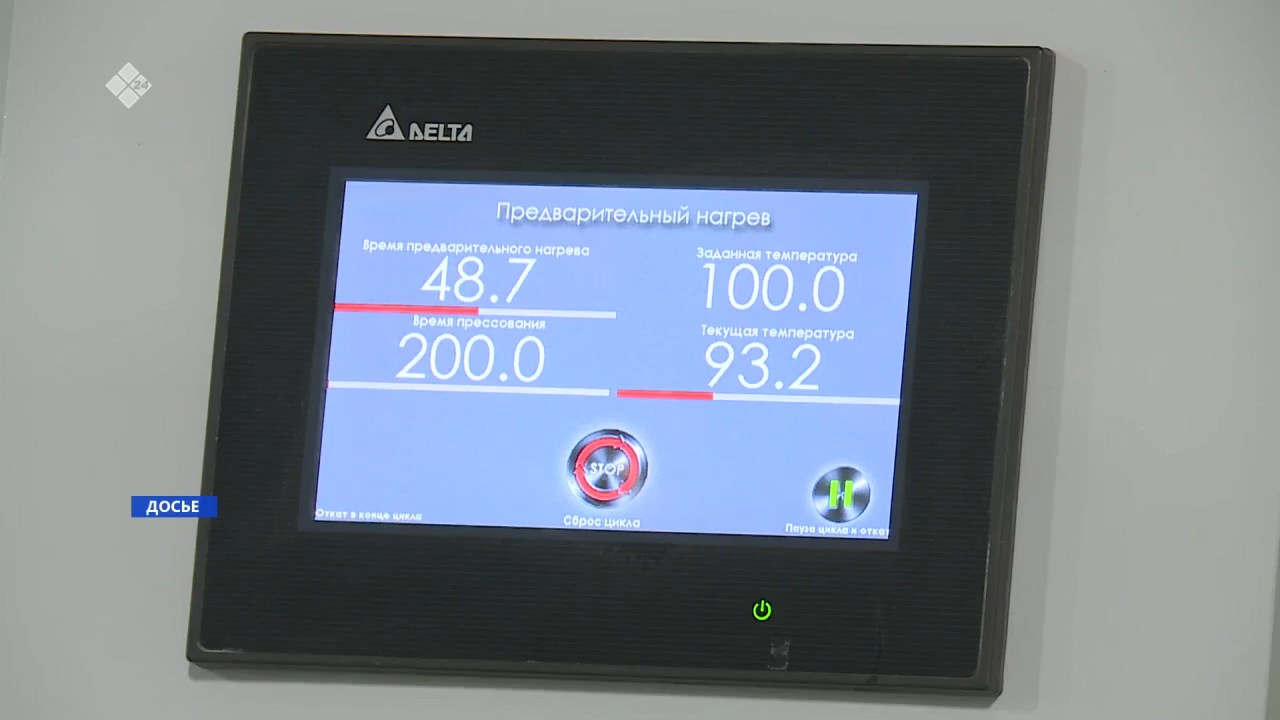 24
DELTA
Предварительный нагрев
Время предварительного нагрева
48.7
Заданная температура
100.0
Время прессования
200.0
Текущая температура
93.2
STOP
Откат в конце цикла
Сброс цикла
Пауза цикла и откат
ДОСЬЕ